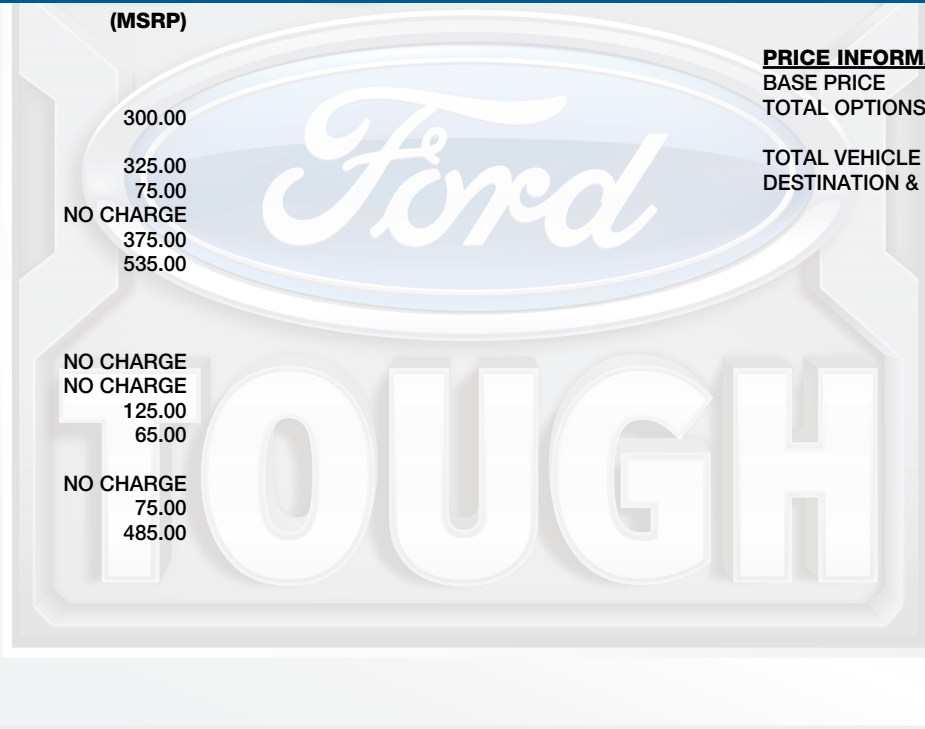 (MSRP)
300.00
325.00
75.00
NO CHARGE
375.00
535.00
NO CHARGE
NO CHARGE
125.00
65.00
NO CHARGE
75.00
485.00
PRICE INFORMA
BASE PRICE
TOTAL OPTIONS
TOTAL VEHICLE
DESTINATION &
Ford
TOUGH